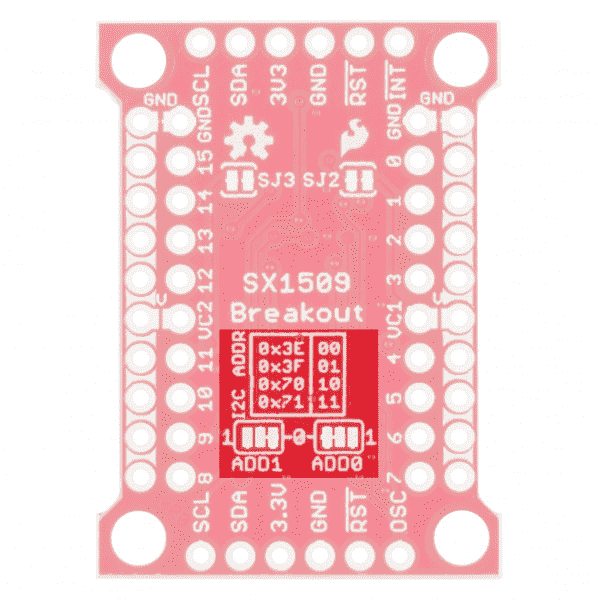 SCL SDA 3V3 GND RST INT
GND GND
GND GND
15 0
SJ3 SJ2
14 1
13 2
12 3
SX1509
V V
Breakout
VC2 VC1
ADDR
I2C
0x3E 00
0x3F 01
0x70 10
0x71 11
11 4
10 5
9 6
1 0 1
ADD1 ADD0
8 7
SCL SDA 3.3V GND RST OSC